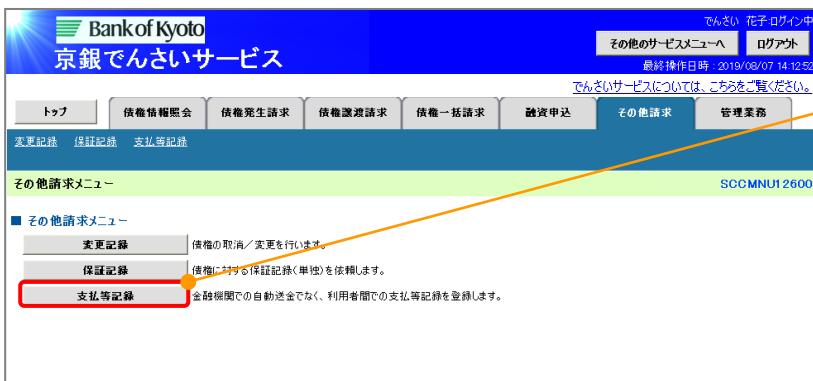 Bank of Kyoto
京銀でんさいサービス
でんさい 花子:ログイン中
その他のサービスメニューへ ログアウト
最終操作日時:2019/08/07 14:12:52
でんさいサービスについては、こちらをご覧ください。
トップ 債権情報照会 債権発生請求 債権譲渡請求 債権一括請求 融資申込 その他請求 管理業務
変更記録 保証記録 支払等記録
その他請求メニュー SCCMNU12600
■ その他請求メニュー
変更記録 債権の取消/変更を行います。
保証記録 債権に対する保証記録(単独)を依頼します。
支払等記録 金融機関での自動送金でなく、利用者間での支払等記録を登録します。